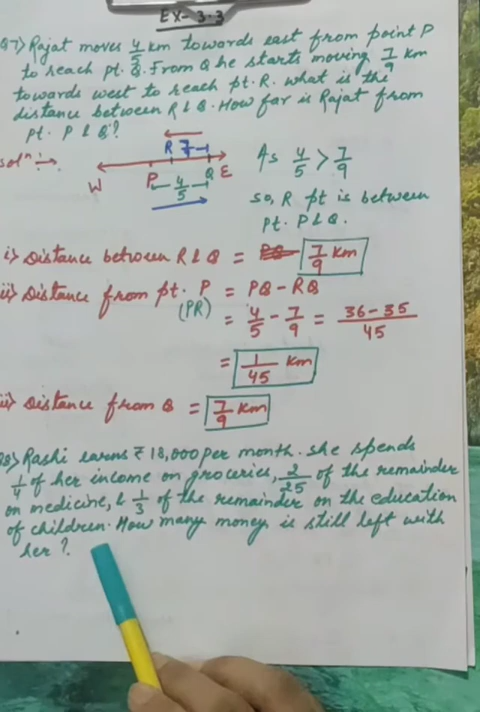 EX-3.3
Q7) Rajat moves 4/5 km towards east from point P
to reach pt. Q. From Q he starts moving 7/9 km
towards west to reach pt. R. what is the
distance between R & Q. How far is Rajat from
pt. P & Q?
solⁿ:→
R 7/9
W P Q E
4/5
As 4/5 > 7/9
so, R pt is between
pt. P & Q.
i) Distance between R & Q = 7/9 km
ii) Distance from pt. P = PQ - RQ
(PR)
= 4/5 - 7/9 = 36-35/45
= 1/45 km
ii) Distance from Q = 7/9 km
Q8) Rashi earns ₹ 18,000 per month. she spends
1/4 of her income on groceries, 2/25 of the remainder
on medicine, & 1/3 of the remainder on the education
of children. How many money is still left with
her?